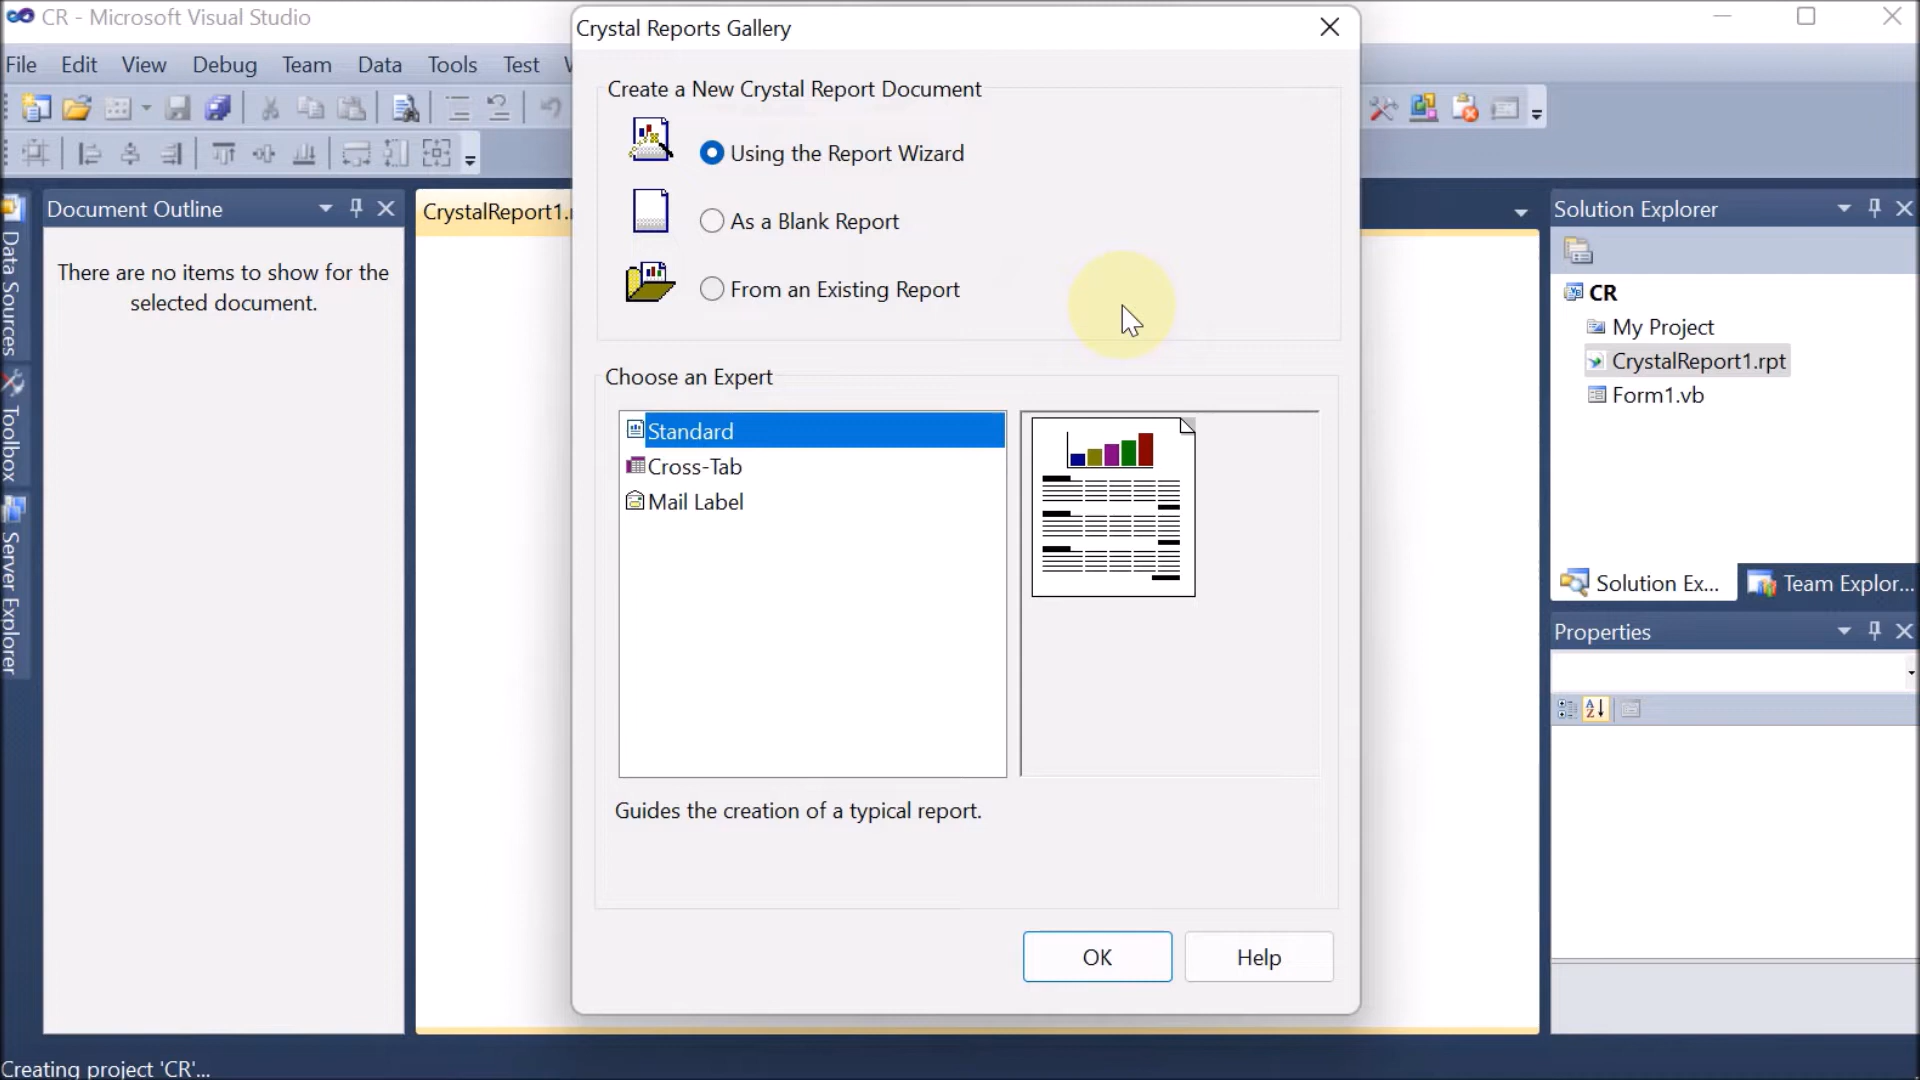 CR - Microsoft Visual Studio
File Edit View Debug Team Data Tools Test
Crystal Reports Gallery
Create a New Crystal Report Document
Using the Report Wizard
As a Blank Report
From an Existing Report
Choose an Expert
Standard
Cross-Tab
Mail Label
Guides the creation of a typical report.
OK Help
Data Sources
Toolbox
Server Explorer
Document Outline
There are no items to show for the
selected document.
CrystalReport1.
Solution Explorer
CR
My Project
CrystalReport1.rpt
Form1.vb
Solution Ex... Team Explor...
Properties
Creating project 'CR'...